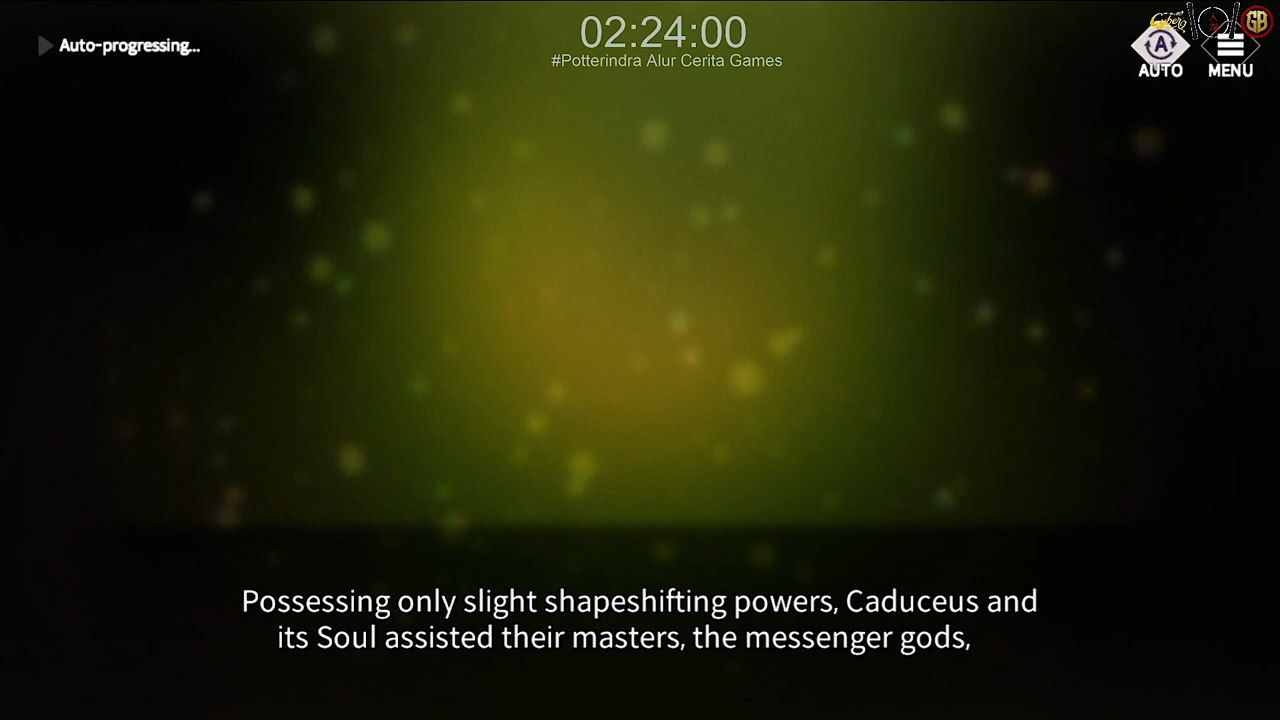 Auto-progressing...
02:24:00
#Potterindra Alur Cerita Games
GB
A
AUTO
MENU
Possessing only slight shapeshifting powers, Caduceus and
its Soul assisted their masters, the messenger gods,